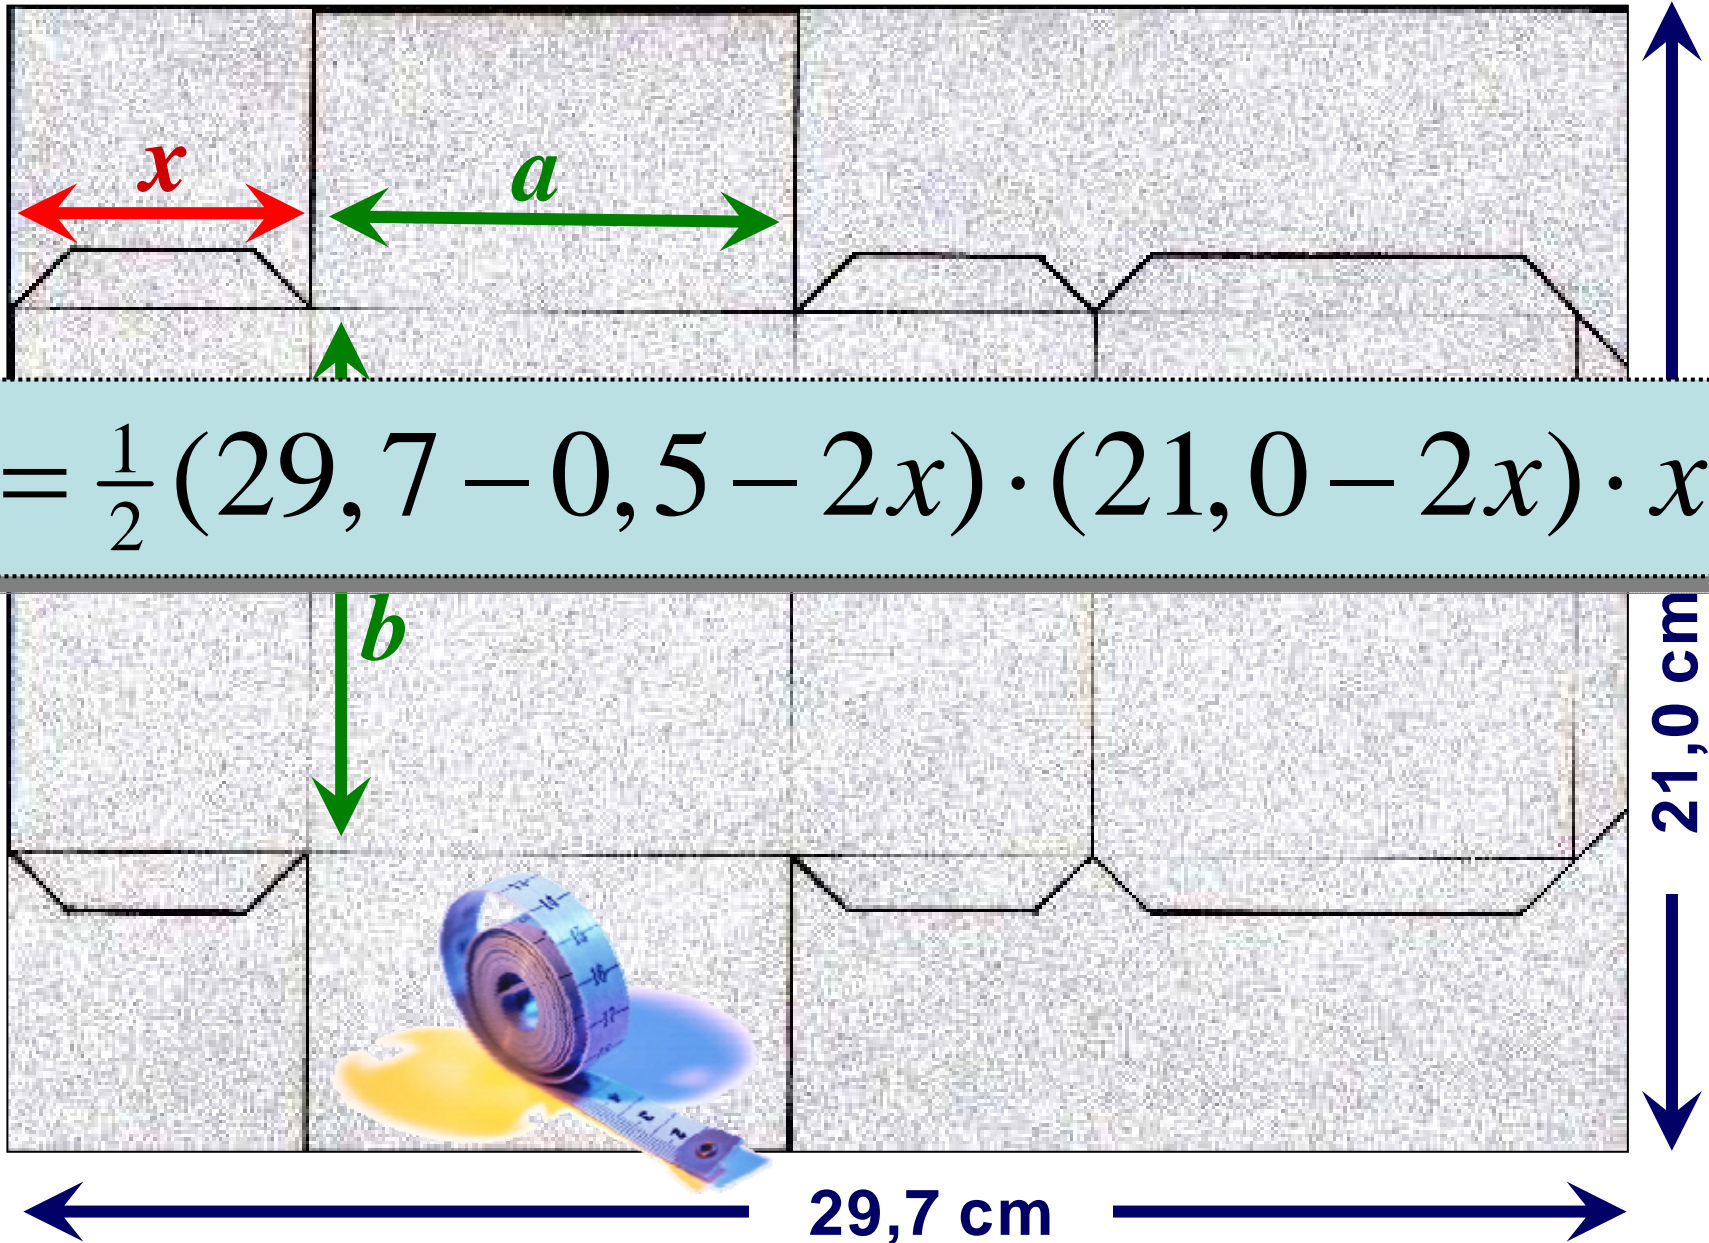 x
a
= 1/2 (29,7 − 0,5 − 2x) · (21,0 − 2x) · x
b
21,0 cm
29,7 cm